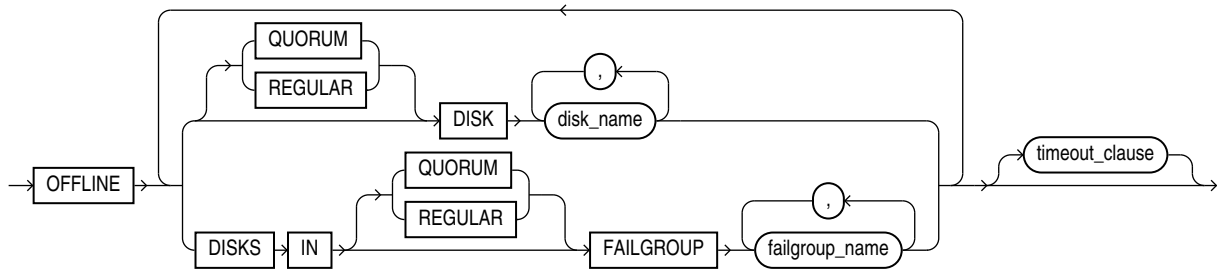 QUORUM
REGULAR
,
DISK
disk_name
timeout_clause
OFFLINE
QUORUM
REGULAR
,
DISKS
IN
FAILGROUP
failgroup_name